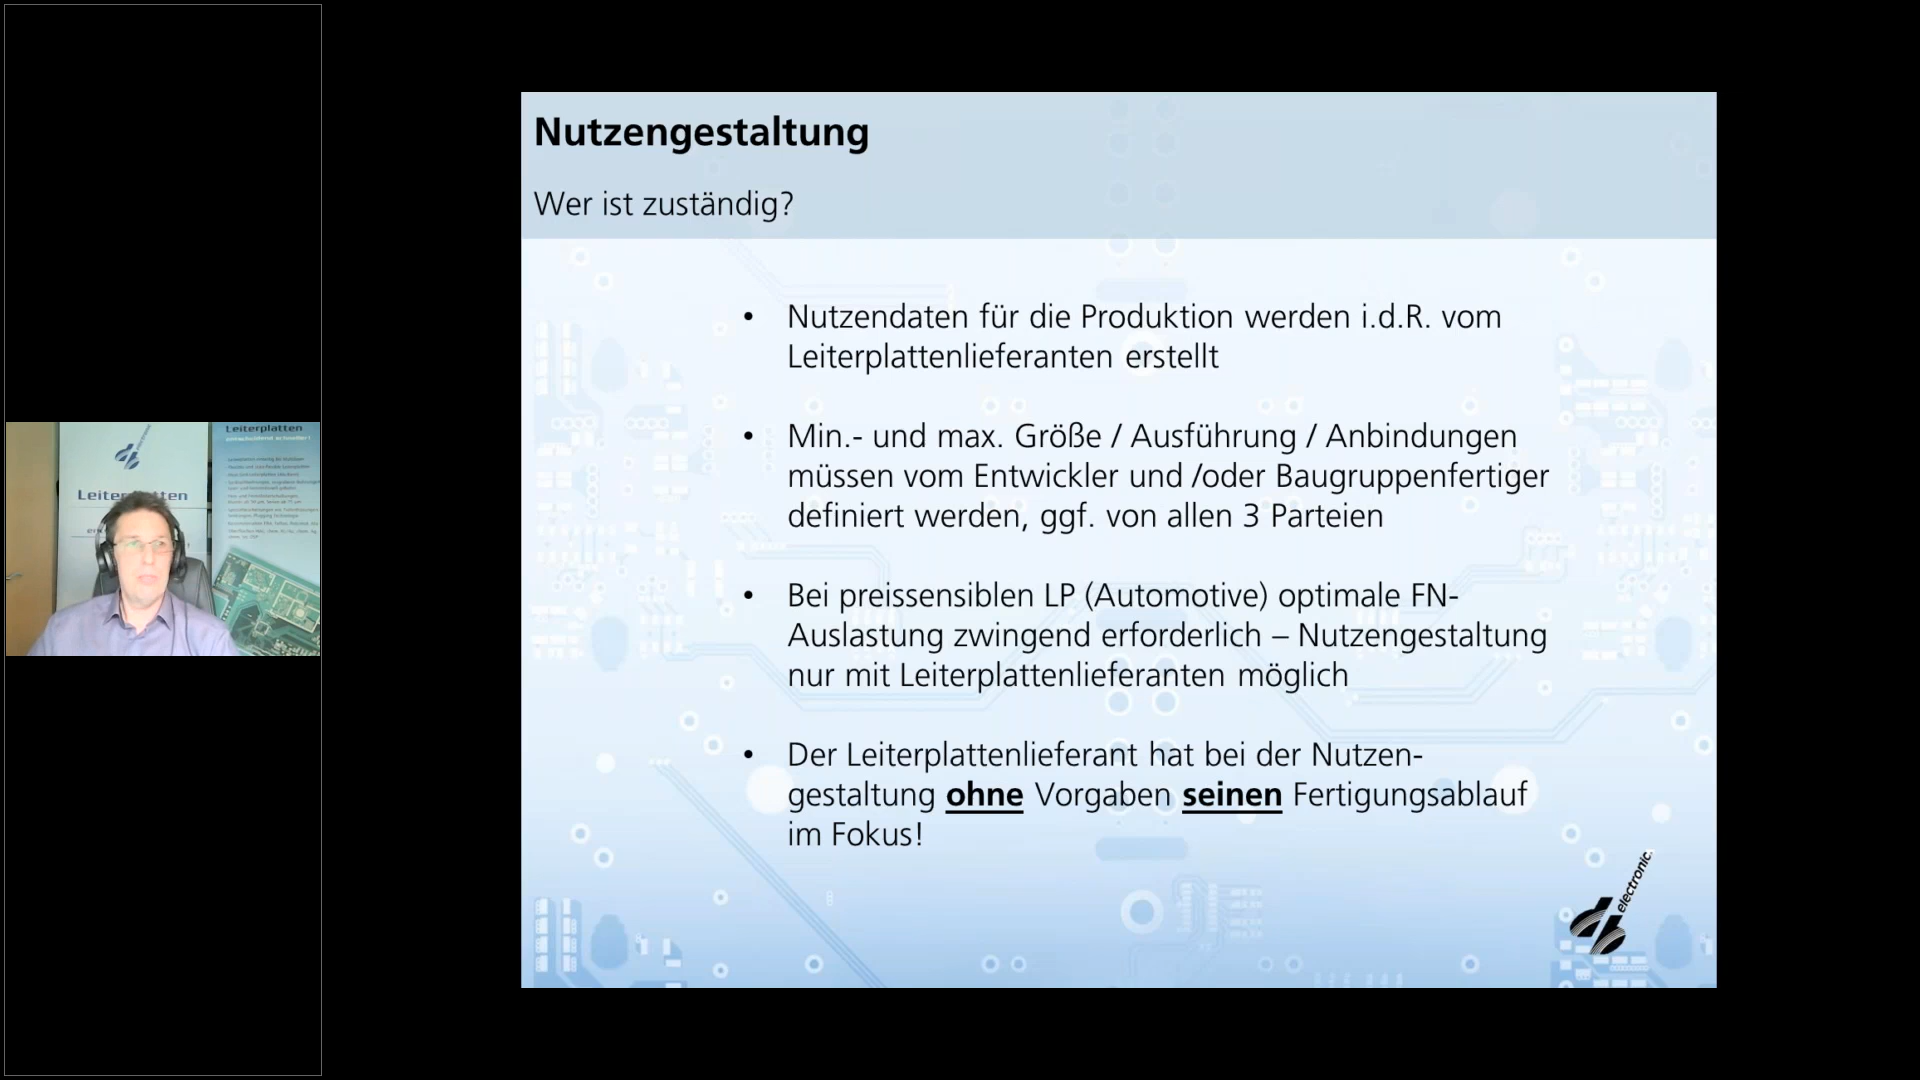 Nutzengestaltung
Wer ist zuständig?
• Nutzendaten für die Produktion werden i.d.R. vom
Leiterplattenlieferanten erstellt
• Min.- und max. Größe / Ausführung / Anbindungen
müssen vom Entwickler und /oder Baugruppenfertiger
definiert werden, ggf. von allen 3 Parteien
• Bei preissensiblen LP (Automotive) optimale FN-
Auslastung zwingend erforderlich – Nutzengestaltung
nur mit Leiterplattenlieferanten möglich
• Der Leiterplattenlieferant hat bei der Nutzen-
gestaltung ohne Vorgaben seinen Fertigungsablauf
im Fokus!
electronic.
Leiterplatten